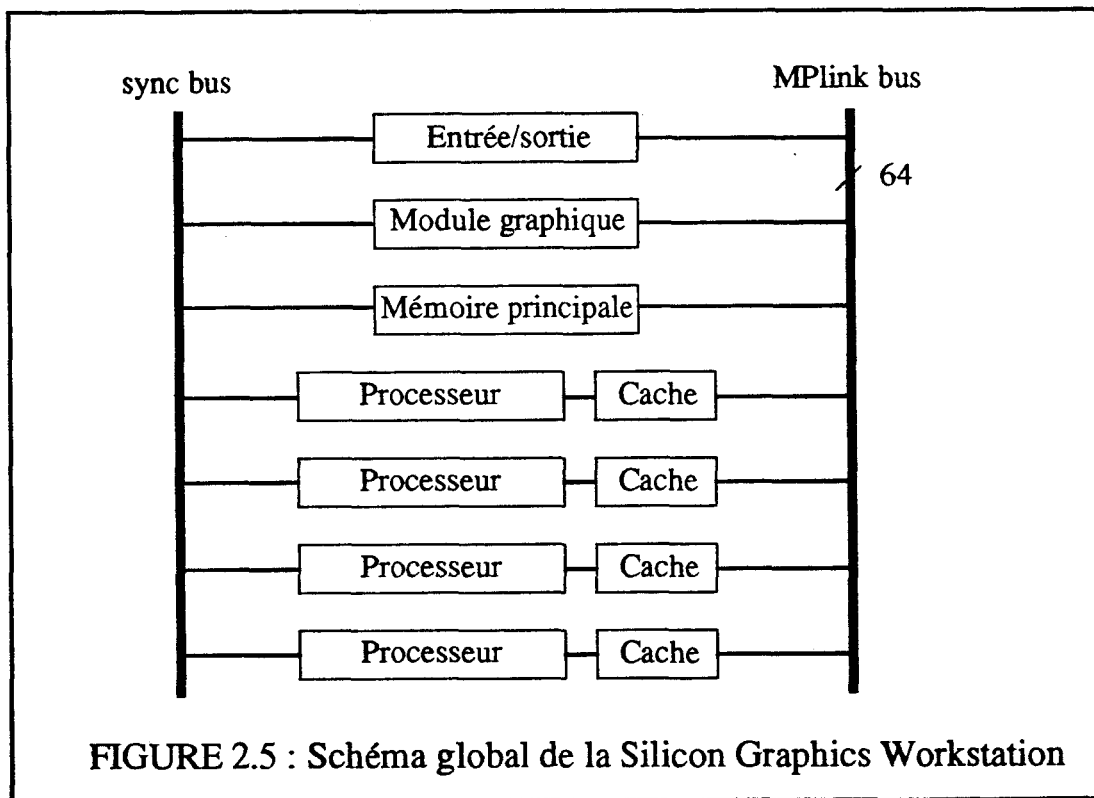 sync bus
MPlink bus
Entrée/sortie
64
Module graphique
Mémoire principale
Processeur Cache
Processeur Cache
Processeur Cache
Processeur Cache
FIGURE 2.5 : Schéma global de la Silicon Graphics Workstation